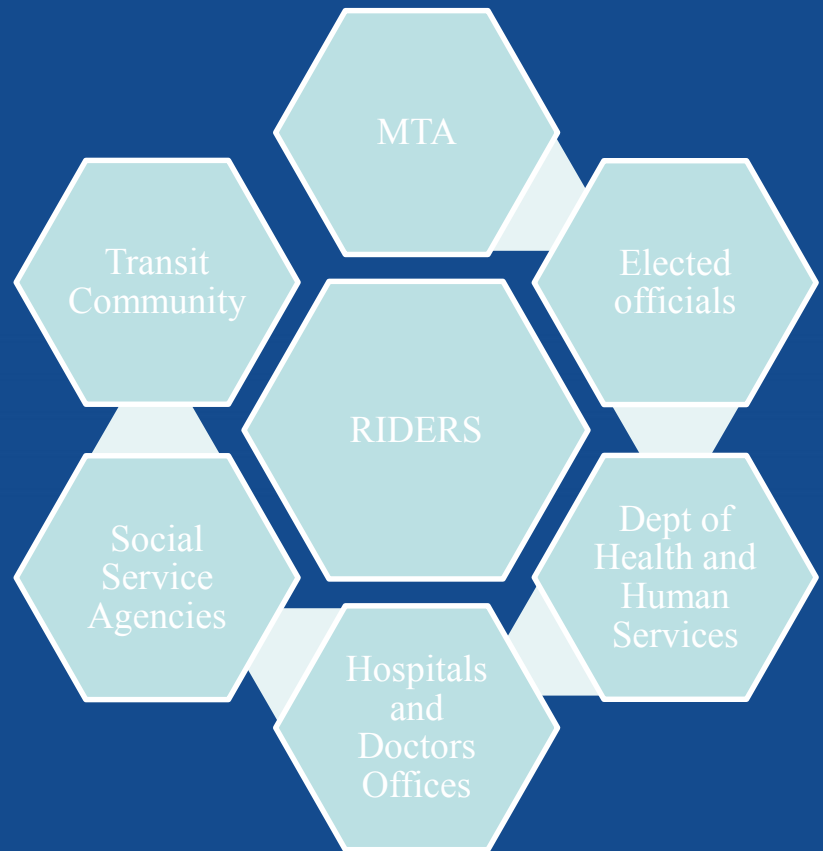 MTA
Elected
officials
Dept of
Health and
Human
Services
Hospitals
and
Doctors
Offices
Social
Service
Agencies
Transit
Community
RIDERS